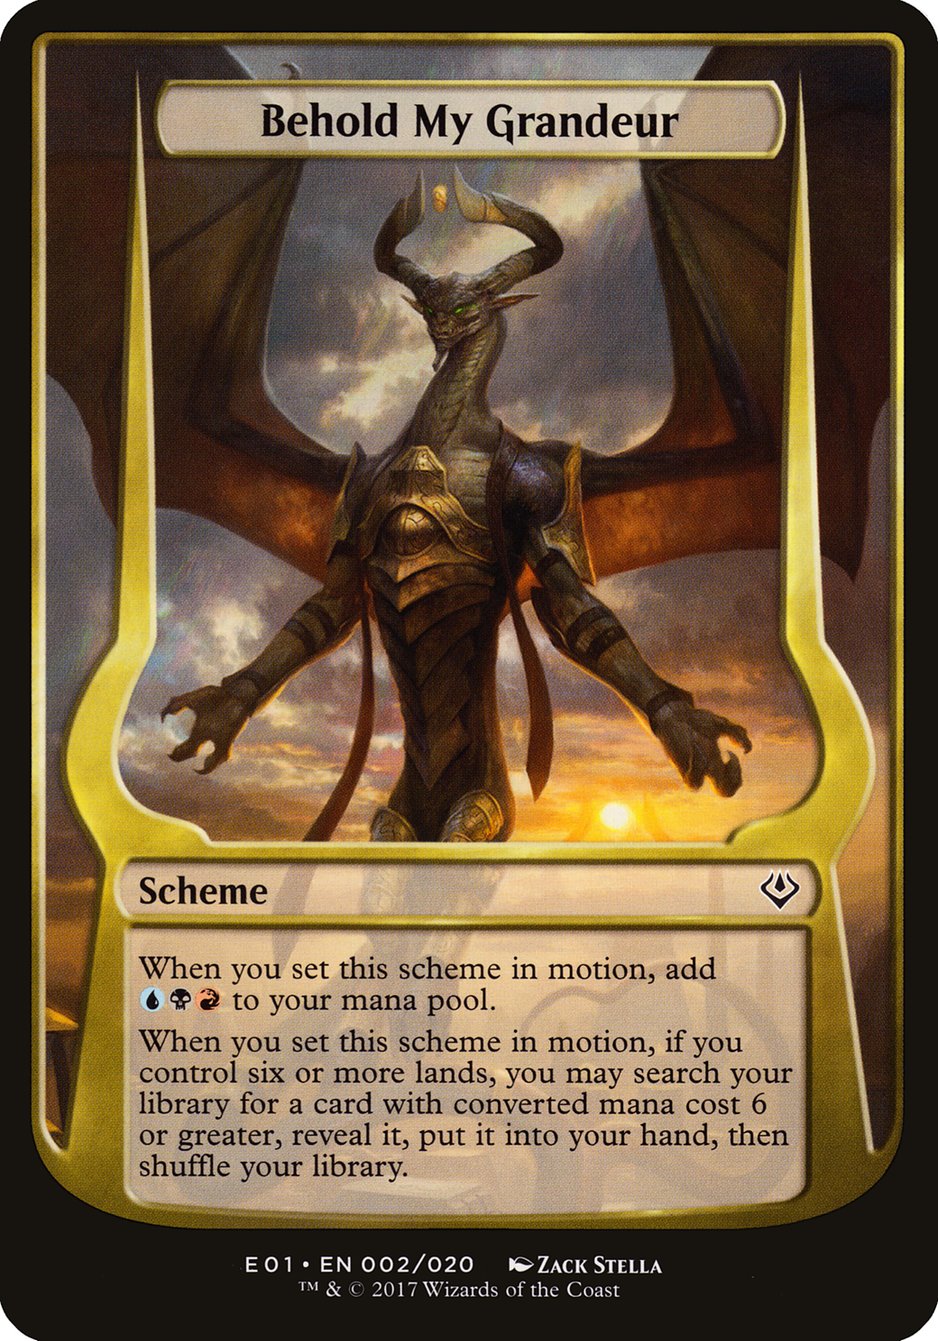 Behold My Grandeur
Scheme
When you set this scheme in motion, add
to your mana pool.
When you set this scheme in motion, if you
control six or more lands, you may search your
library for a card with converted mana cost 6
or greater, reveal it, put it into your hand, then
shuffle your library.
E01 • EN 002/020 Zack Stella
™ & © 2017 Wizards of the Coast